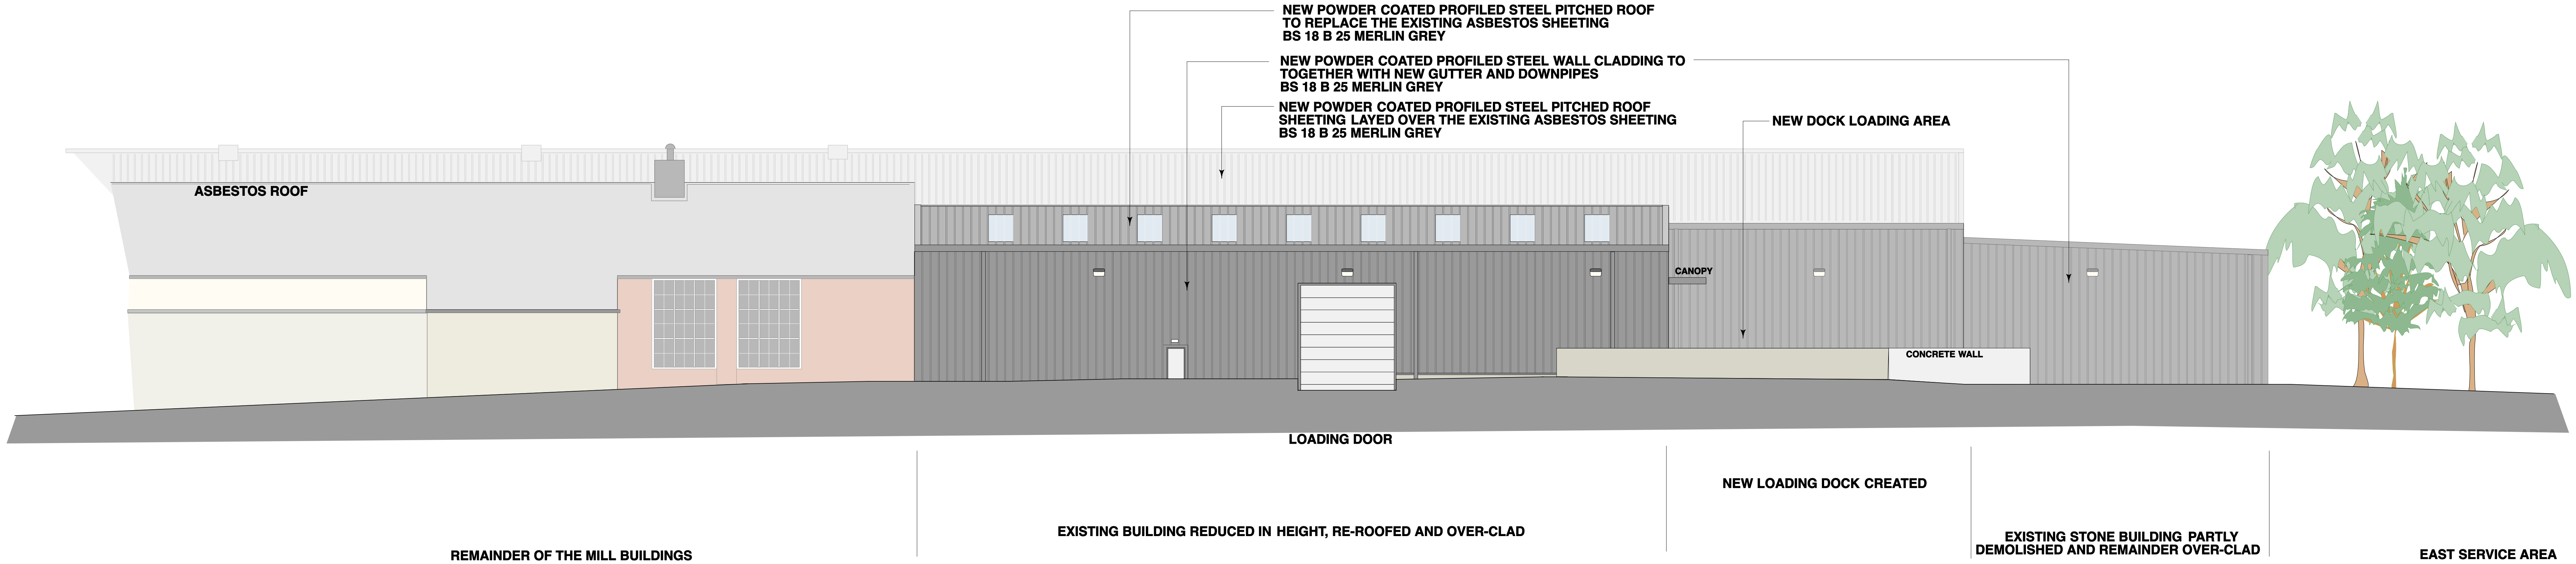 NEW POWDER COATED PROFILED STEEL PITCHED ROOF
TO REPLACE THE EXISTING ASBESTOS SHEETING
BS 18 B 25 MERLIN GREY
NEW POWDER COATED PROFILED STEEL WALL CLADDING TO
TOGETHER WITH NEW GUTTER AND DOWNPIPES
BS 18 B 25 MERLIN GREY
NEW POWDER COATED PROFILED STEEL PITCHED ROOF
SHEETING LAYED OVER THE EXISTING ASBESTOS SHEETING
BS 18 B 25 MERLIN GREY
NEW DOCK LOADING AREA
ASBESTOS ROOF
CANOPY
CONCRETE WALL
LOADING DOOR
NEW LOADING DOCK CREATED
EXISTING BUILDING REDUCED IN HEIGHT, RE-ROOFED AND OVER-CLAD
EXISTING STONE BUILDING PARTLY
DEMOLISHED AND REMAINDER OVER-CLAD
REMAINDER OF THE MILL BUILDINGS
EAST SERVICE AREA